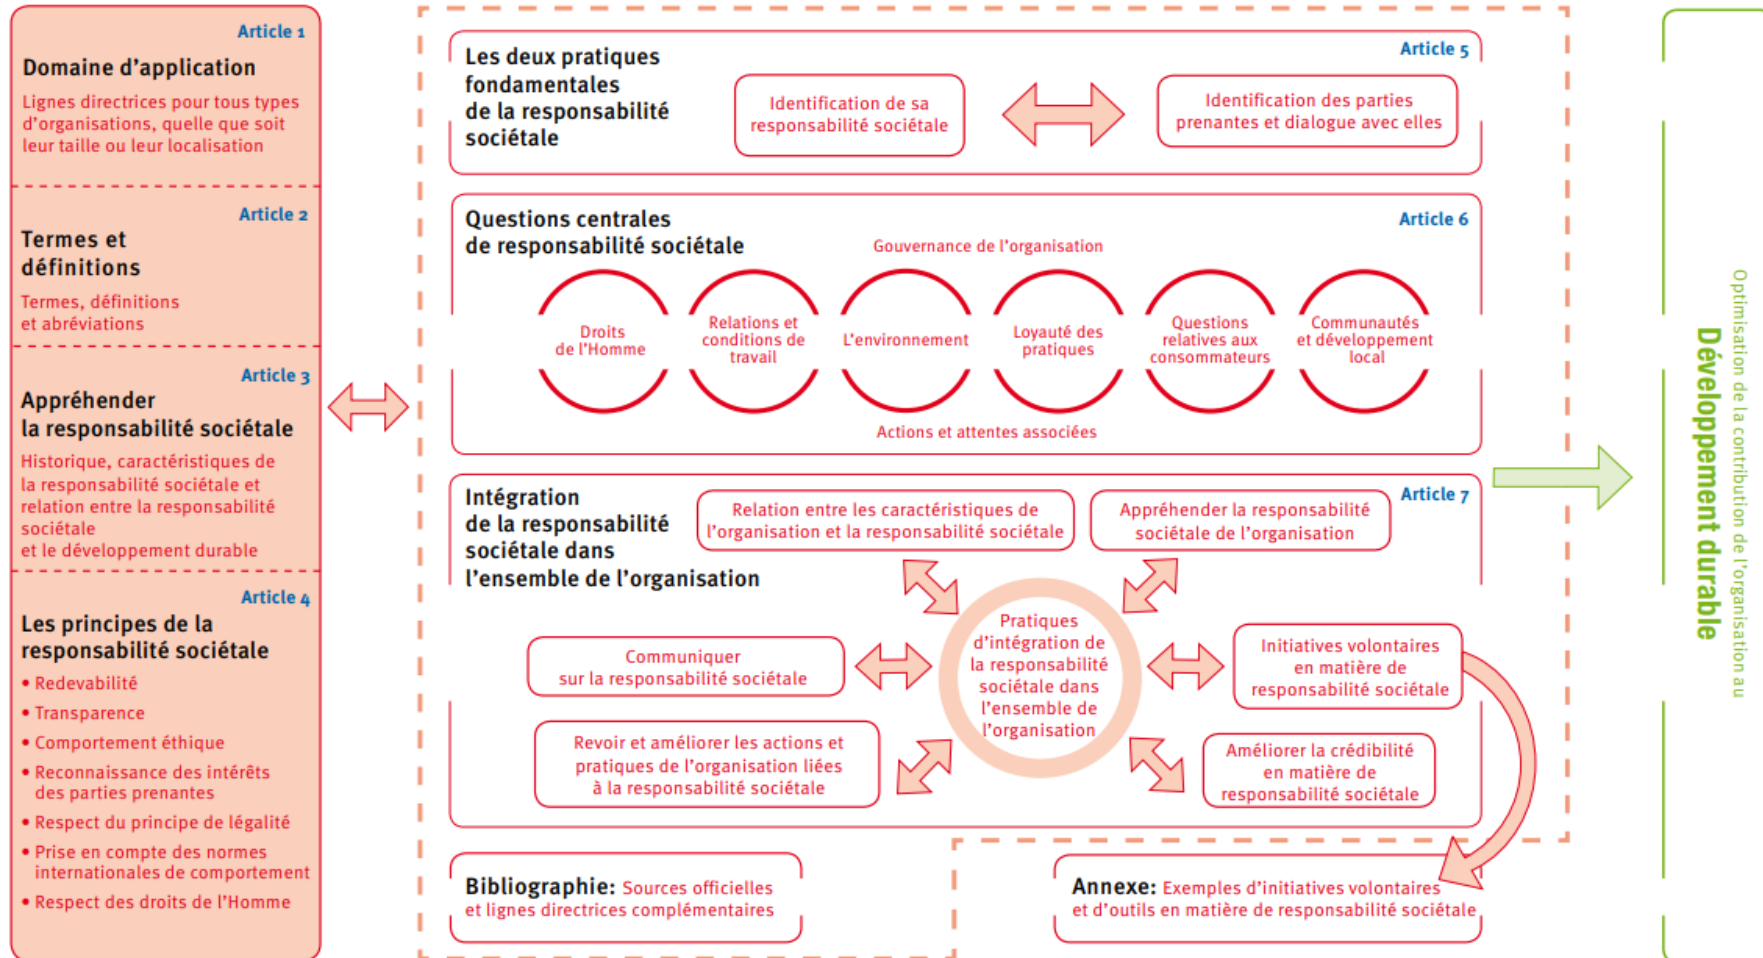 Article 1
Domaine d’application
Lignes directrices pour tous types
d’organisations, quelle que soit
leur taille ou leur localisation
Article 2
Termes et
définitions
Termes, définitions
et abréviations
Article 3
Appréhender
la responsabilité sociétale
Historique, caractéristiques de
la responsabilité sociétale et
relation entre la responsabilité
sociétale
et le développement durable
Article 4
Les principes de la
responsabilité sociétale
• Redevabilité
• Transparence
• Comportement éthique
• Reconnaissance des intérêts
des parties prenantes
• Respect du principe de légalité
• Prise en compte des normes
internationales de comportement
• Respect des droits de l’Homme
Les deux pratiques
fondamentales
de la responsabilité
sociétale
Article 5
Identification de sa
responsabilité sociétale
Identification des parties
prenantes et dialogue avec elles
Questions centrales
de responsabilité sociétale
Article 6
Gouvernance de l’organisation
Droits
de l’Homme
Relations et
conditions de
travail
L’environnement
Loyauté des
pratiques
Questions
relatives aux
consommateurs
Communautés
et développement
local
Actions et attentes associées
Intégration
de la responsabilité
sociétale dans
l’ensemble de l’organisation
Article 7
Relation entre les caractéristiques de
l’organisation et la responsabilité sociétale
Appréhender la responsabilité
sociétale de l’organisation
Pratiques
d’intégration de
la responsabilité
sociétale dans
l’ensemble de
l’organisation
Communiquer
sur la responsabilité sociétale
Initiatives volontaires
en matière de
responsabilité sociétale
Revoir et améliorer les actions et
pratiques de l’organisation liées
à la responsabilité sociétale
Améliorer la crédibilité
en matière de
responsabilité sociétale
Bibliographie: Sources officielles
et lignes directrices complémentaires
Annexe: Exemples d’initiatives volontaires
et d’outils en matière de responsabilité sociétale
Optimisation de la contribution de l’organisation au
Développement durable